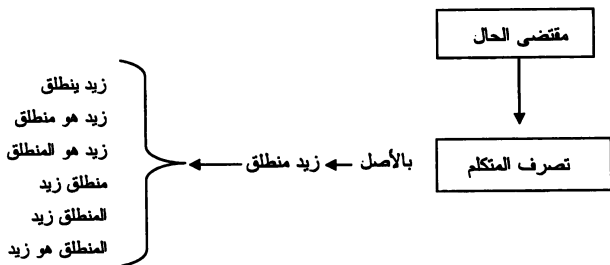 مقتضى الحال
تصرف المتكلم
بالأصل
زيد منطلق
زيد ينطلق
زيد هو منطلق
زيد هو المنطلق
منطلق زيد
المنطلق زيد
المنطلق هو زيد